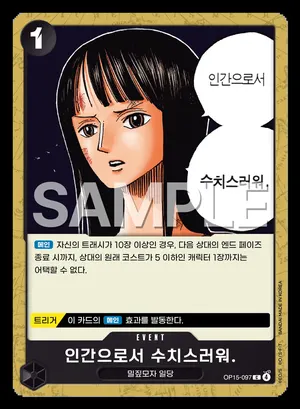 1
인간으로서
수치스러워.
SAMPLE
메인 자신의 트래시가 10장 이상인 경우, 다음 상대의 엔드 페이즈
종료 시까지, 상대의 원래 코스트가 5 이하인 캐릭터 1장까지는
어택할 수 없다.
트리거 이 카드의 메인 효과를 발동한다.
EVENT
인간으로서 수치스러워.
밀짚모자 일당
OP15-097 C